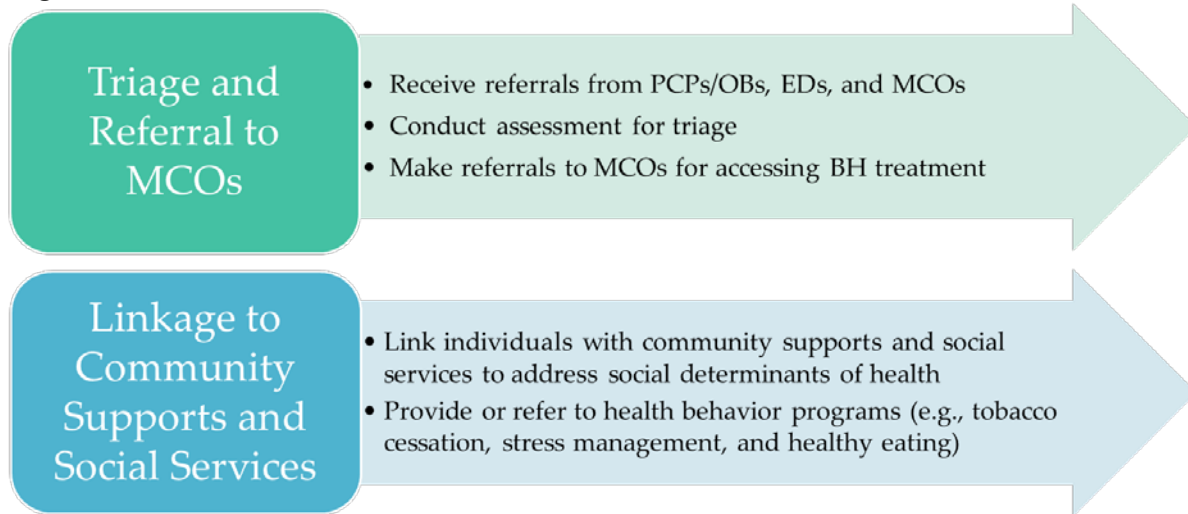 Triage and
Referral to
MCOs
• Receive referrals from PCPs/OBs, EDs, and MCOs
• Conduct assessment for triage
• Make referrals to MCOs for accessing BH treatment
Linkage to
Community
Supports and
Social Services
• Link individuals with community supports and social
services to address social determinants of health
• Provide or refer to health behavior programs (e.g., tobacco
cessation, stress management, and healthy eating)